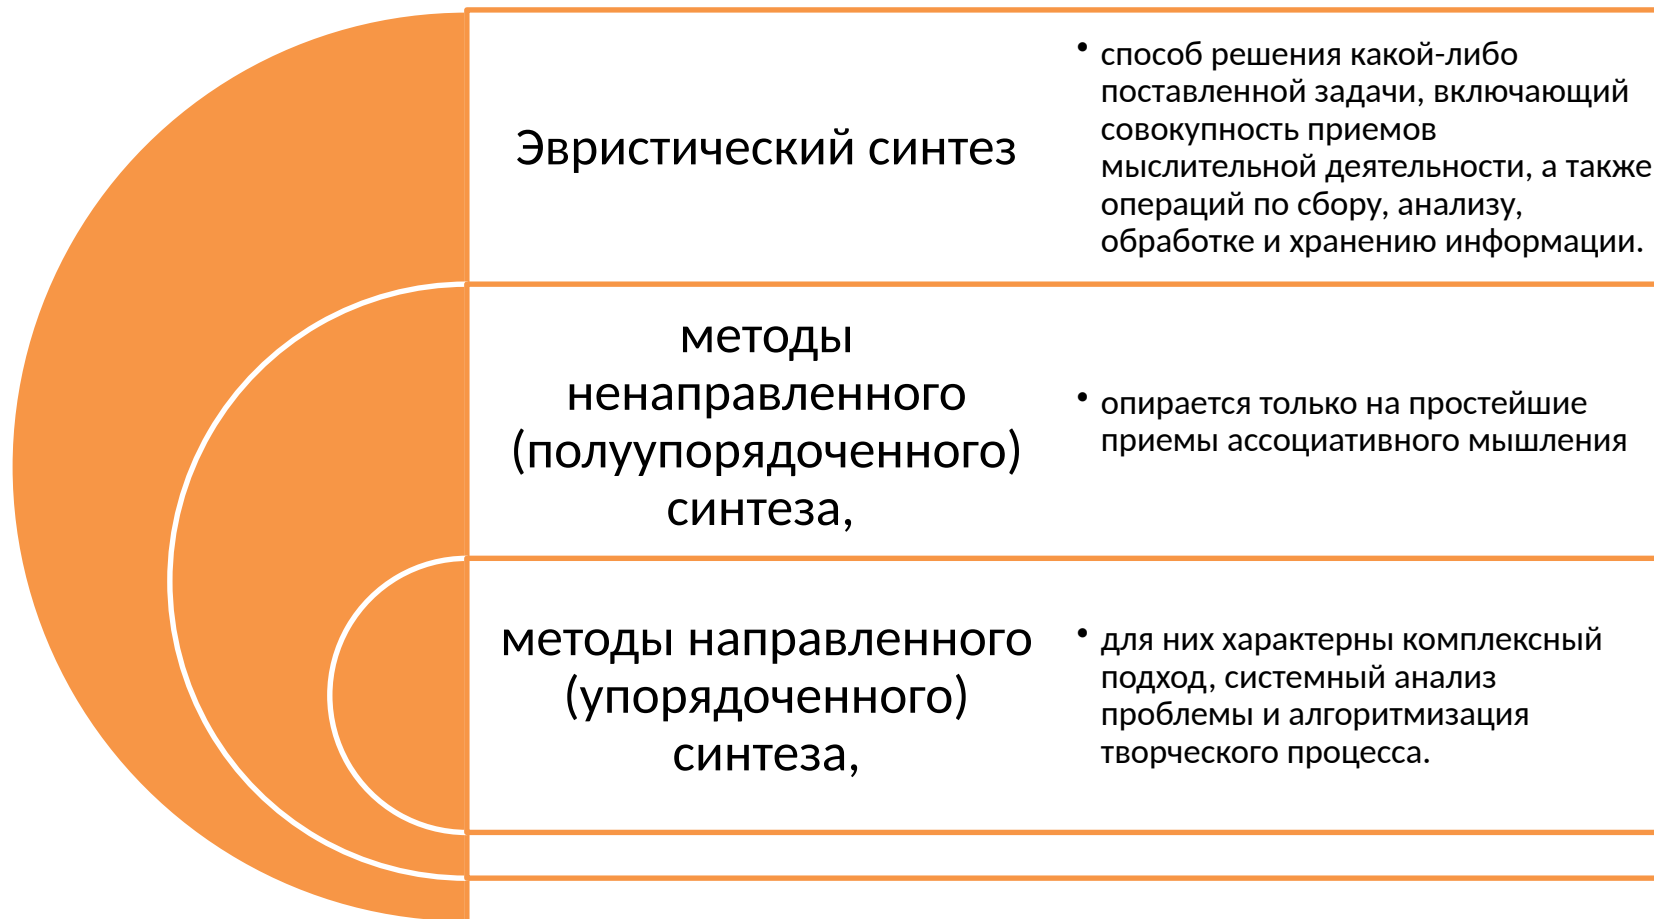 Эвристический синтез
• способ решения какой-либо
поставленной задачи, включающий
совокупность приемов
мыслительной деятельности, а также
операций по сбору, анализу,
обработке и хранению информации.
методы
ненаправленного
(полуупорядоченного)
синтеза,
• опирается только на простейшие
приемы ассоциативного мышления
методы направленного
(упорядоченного)
синтеза,
• для них характерны комплексный
подход, системный анализ
проблемы и алгоритмизация
творческого процесса.